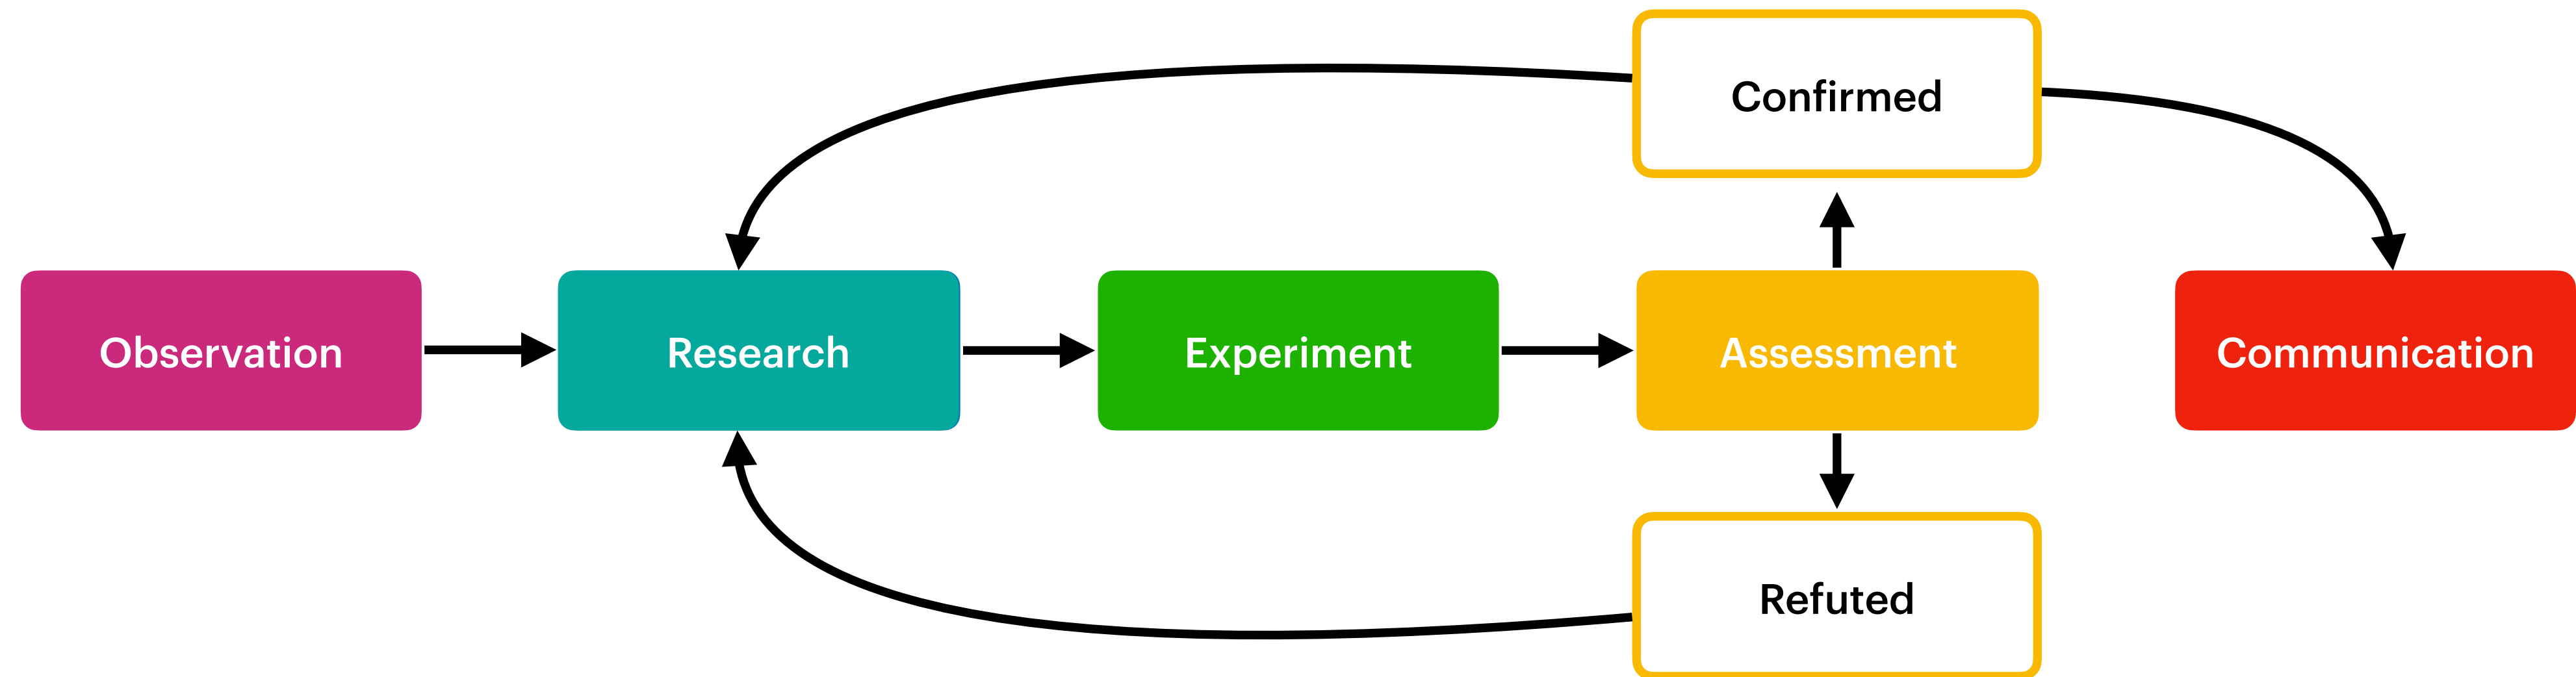 Confirmed
Observation
Research
Experiment
Assessment
Communication
Refuted